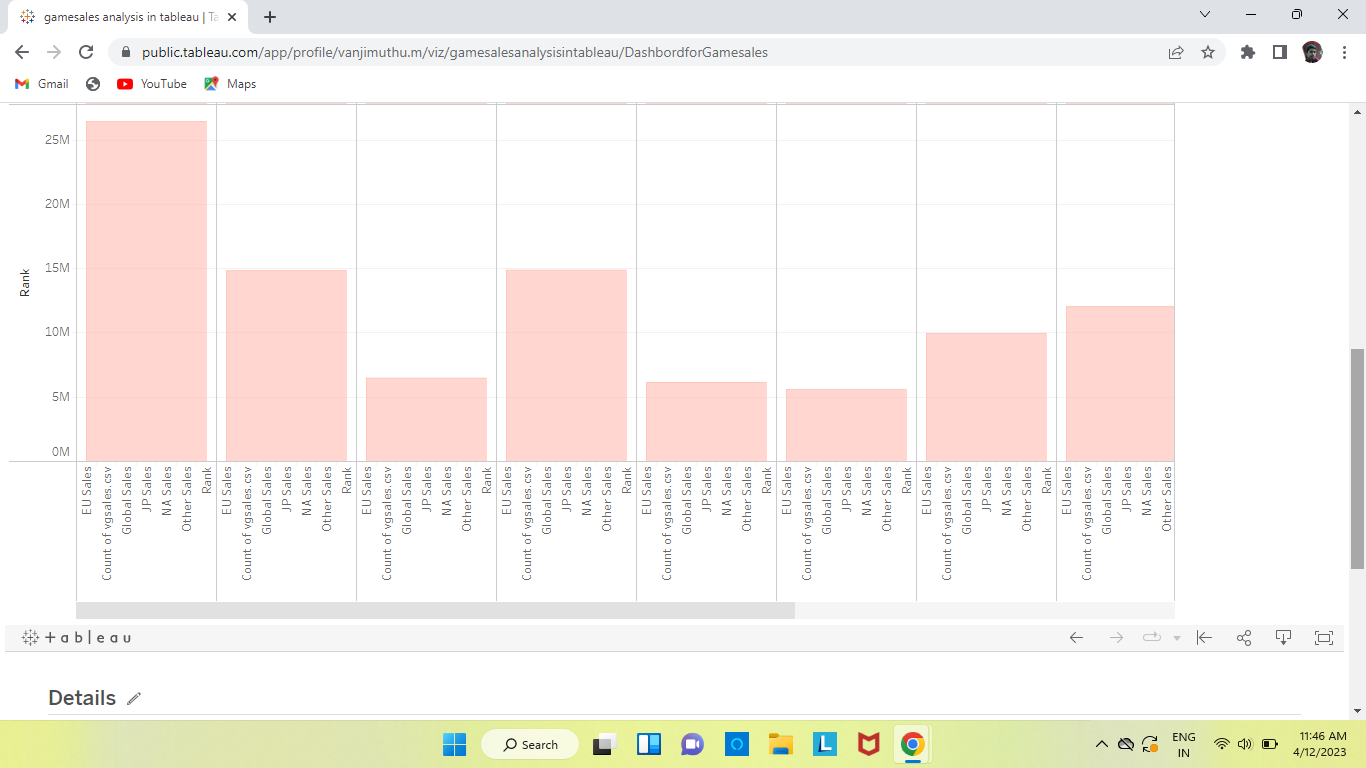 gamesales analysis in tableau | Ta
public.tableau.com/app/profile/vanjimuthu.m/viz/gamesalesanalysisintableau/DashbordforGamesales
Gmail YouTube Maps
25M
20M
15M
10M
5M
0M
Rank
EU Sales Count of vgsales.csv Global Sales JP Sales NA Sales Other Sales Rank
EU Sales Count of vgsales.csv Global Sales JP Sales NA Sales Other Sales Rank
EU Sales Count of vgsales.csv Global Sales JP Sales NA Sales Other Sales Rank
EU Sales Count of vgsales.csv Global Sales JP Sales NA Sales Other Sales Rank
EU Sales Count of vgsales.csv Global Sales JP Sales NA Sales Other Sales Rank
EU Sales Count of vgsales.csv Global Sales JP Sales NA Sales Other Sales Rank
EU Sales Count of vgsales.csv Global Sales JP Sales NA Sales Other Sales Rank
EU Sales Count of vgsales.csv Global Sales JP Sales NA Sales Other Sales
+ableau
Details
Search
L
ENG
IN
11:46 AM
4/12/2023